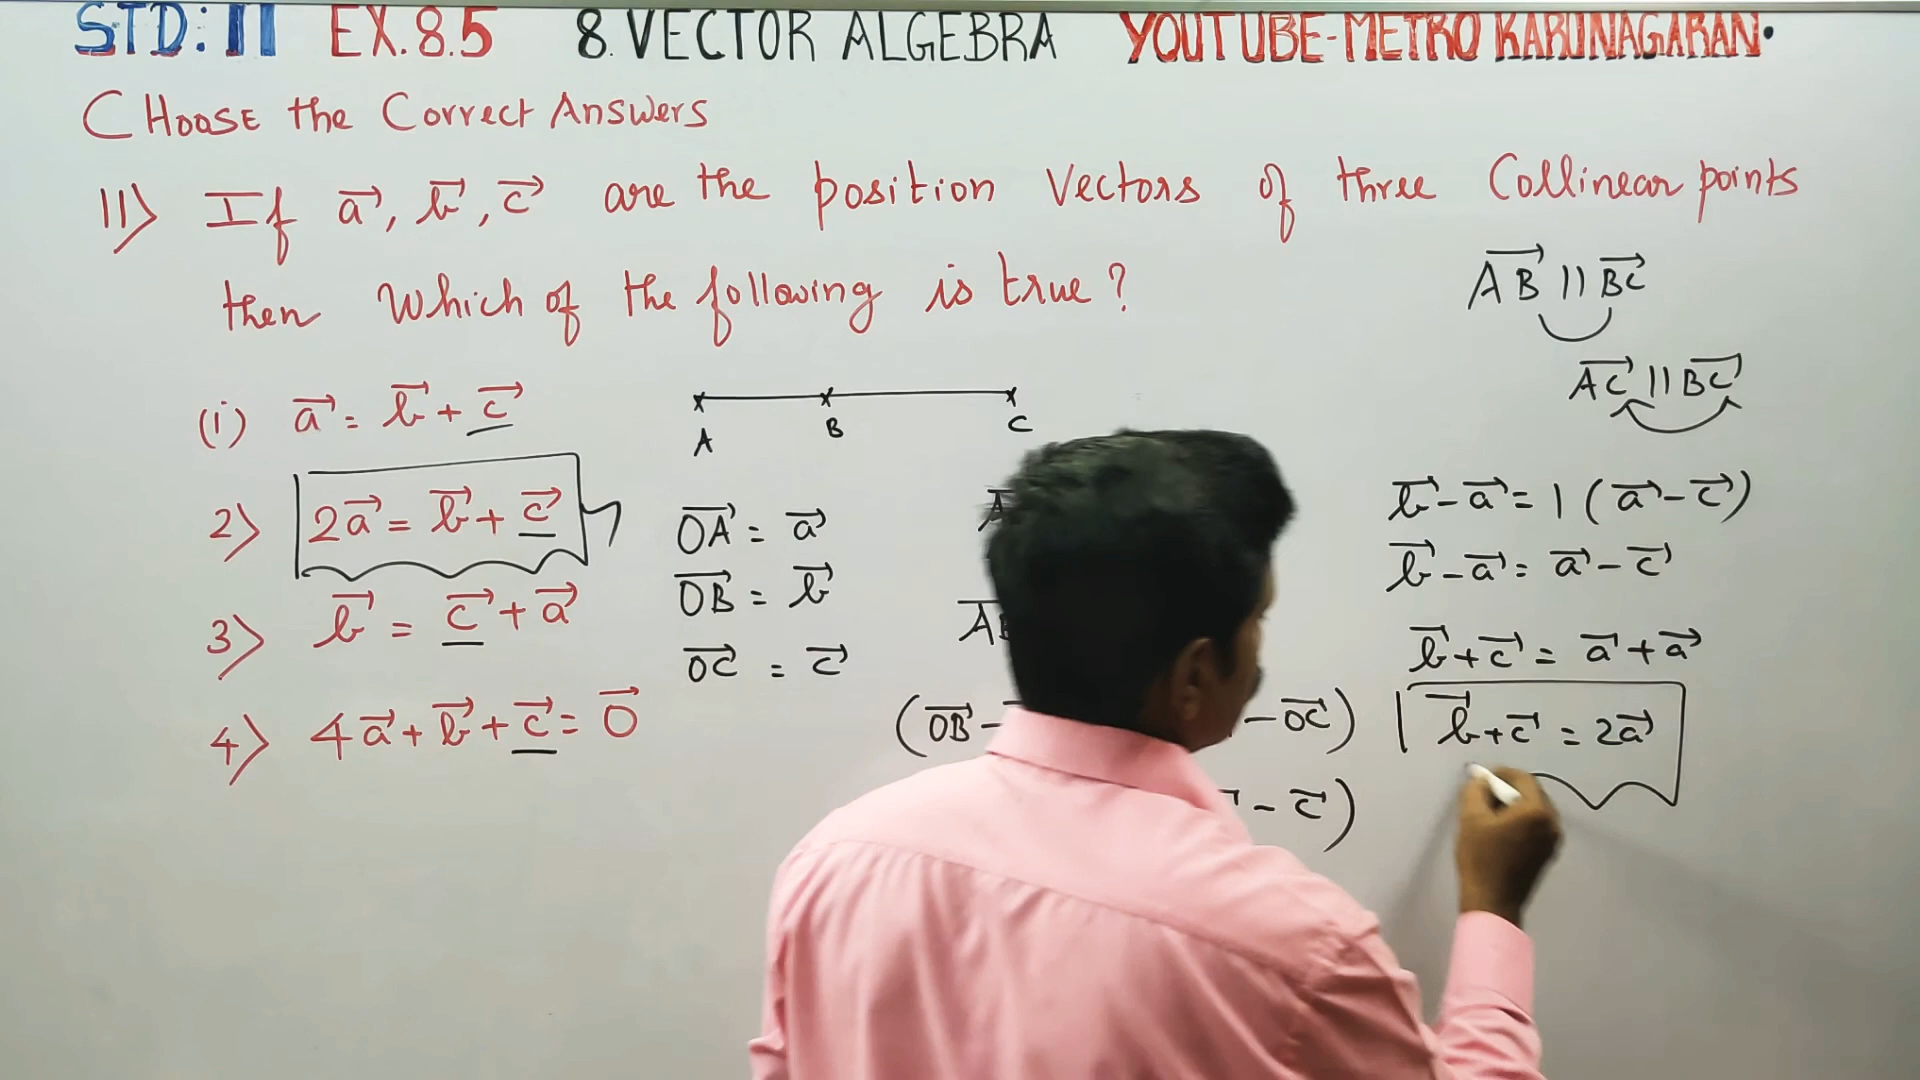 STD: 11 EX.8.5 8. VECTOR ALGEBRA YOUTUBE-METRO KARUNAGARAN.
CHOOSE the Correct Answers
11) If a⃗, b⃗, c⃗ are the position vectors of three Collinear points
then which of the following is true?
(i) a⃗ = b⃗ + c⃗
2) 2a⃗ = b⃗ + c⃗
3) b⃗ = c⃗ + a⃗
4) 4a⃗ + b⃗ + c⃗ = 0⃗
A B C
OA⃗ = a⃗
OB⃗ = b⃗
OC⃗ = c⃗
(OB⃗ -
- OC⃗)
- c⃗)
AB⃗ || BC⃗
AC⃗ || BC⃗
b⃗ - a⃗ = 1 (a⃗ - c⃗)
b⃗ - a⃗ = a⃗ - c⃗
b⃗ + c⃗ = a⃗ + a⃗
b⃗ + c⃗ = 2a⃗